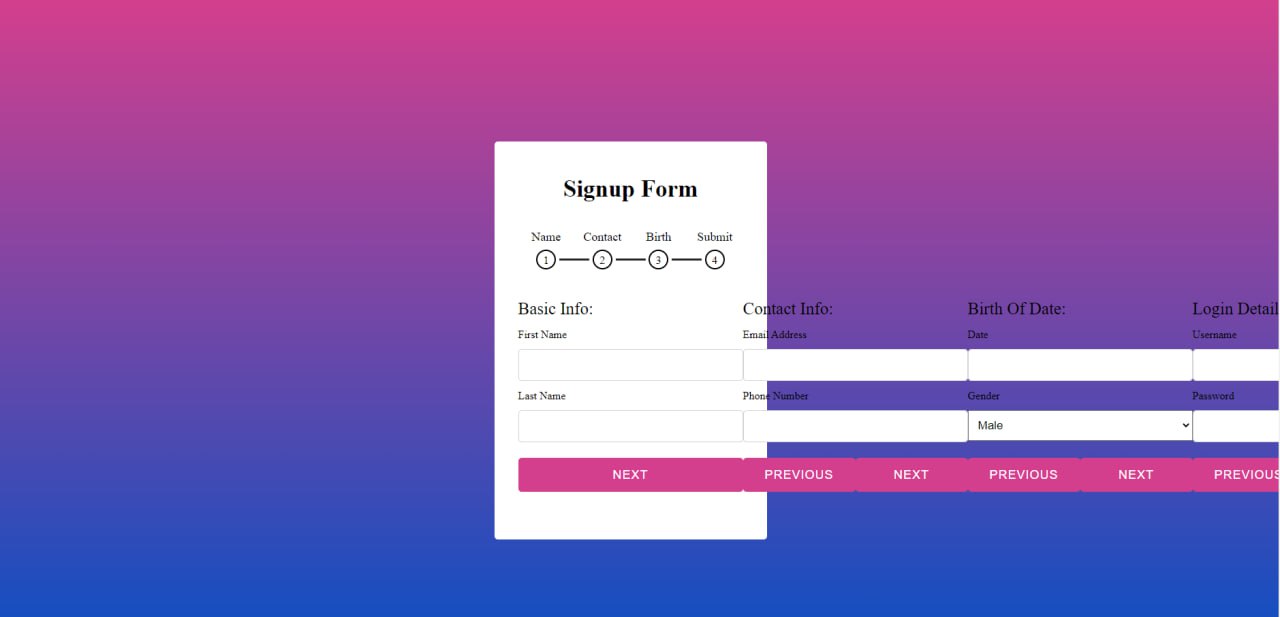 Signup Form
Name Contact Birth Submit
1 2 3 4
Basic Info: Contact Info: Birth Of Date: Login Detail
First Name Email Address Date Username
Last Name Phone Number Gender Password
Male
NEXT PREVIOUS NEXT PREVIOUS NEXT PREVIOUS